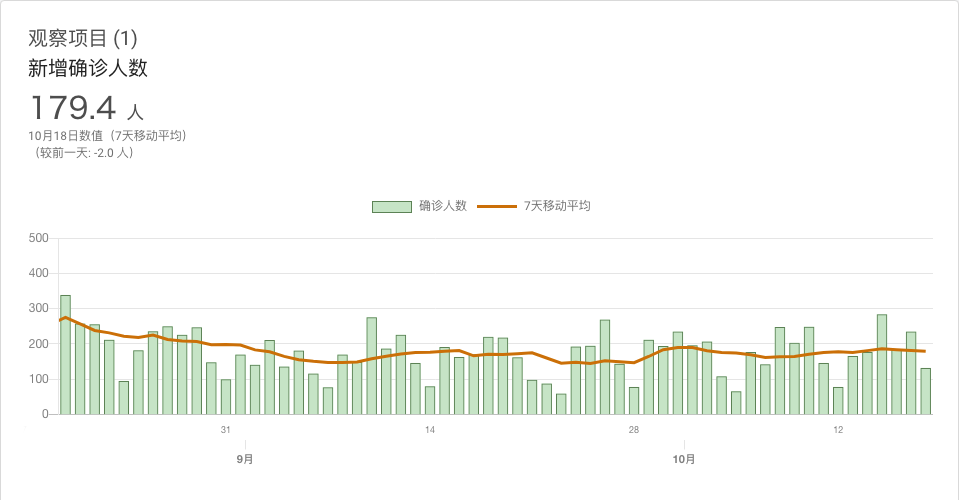 观察项目 (1)
新增确诊人数
179.4 人
10月18日数值（7天移动平均）
（较前一天: -2.0 人）
确诊人数 7天移动平均
500
400
300
200
100
0
31 14 28 12
9月 10月